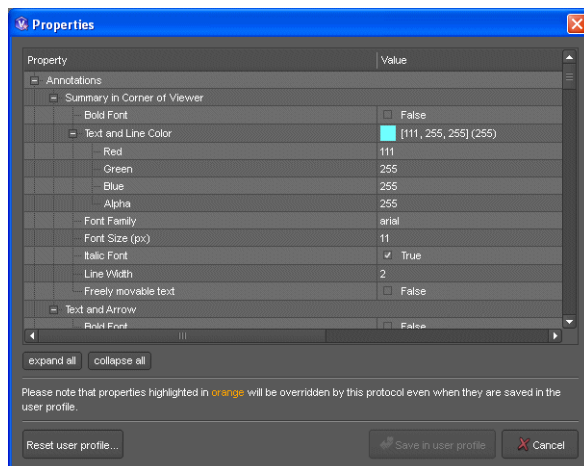 Properties
Property Value
Annotations
Summary in Corner of Viewer
Bold Font False
Text and Line Color [111, 255, 255] (255)
Red 111
Green 255
Blue 255
Alpha 255
Font Family arial
Font Size (px) 11
Italic Font True
Line Width 2
Freely movable text False
Text and Arrow
Bold Font False
expand all collapse all
Please note that properties highlighted in orange will be overridden by this protocol even when they are saved in the
user profile.
Reset user profile... Save in user profile Cancel